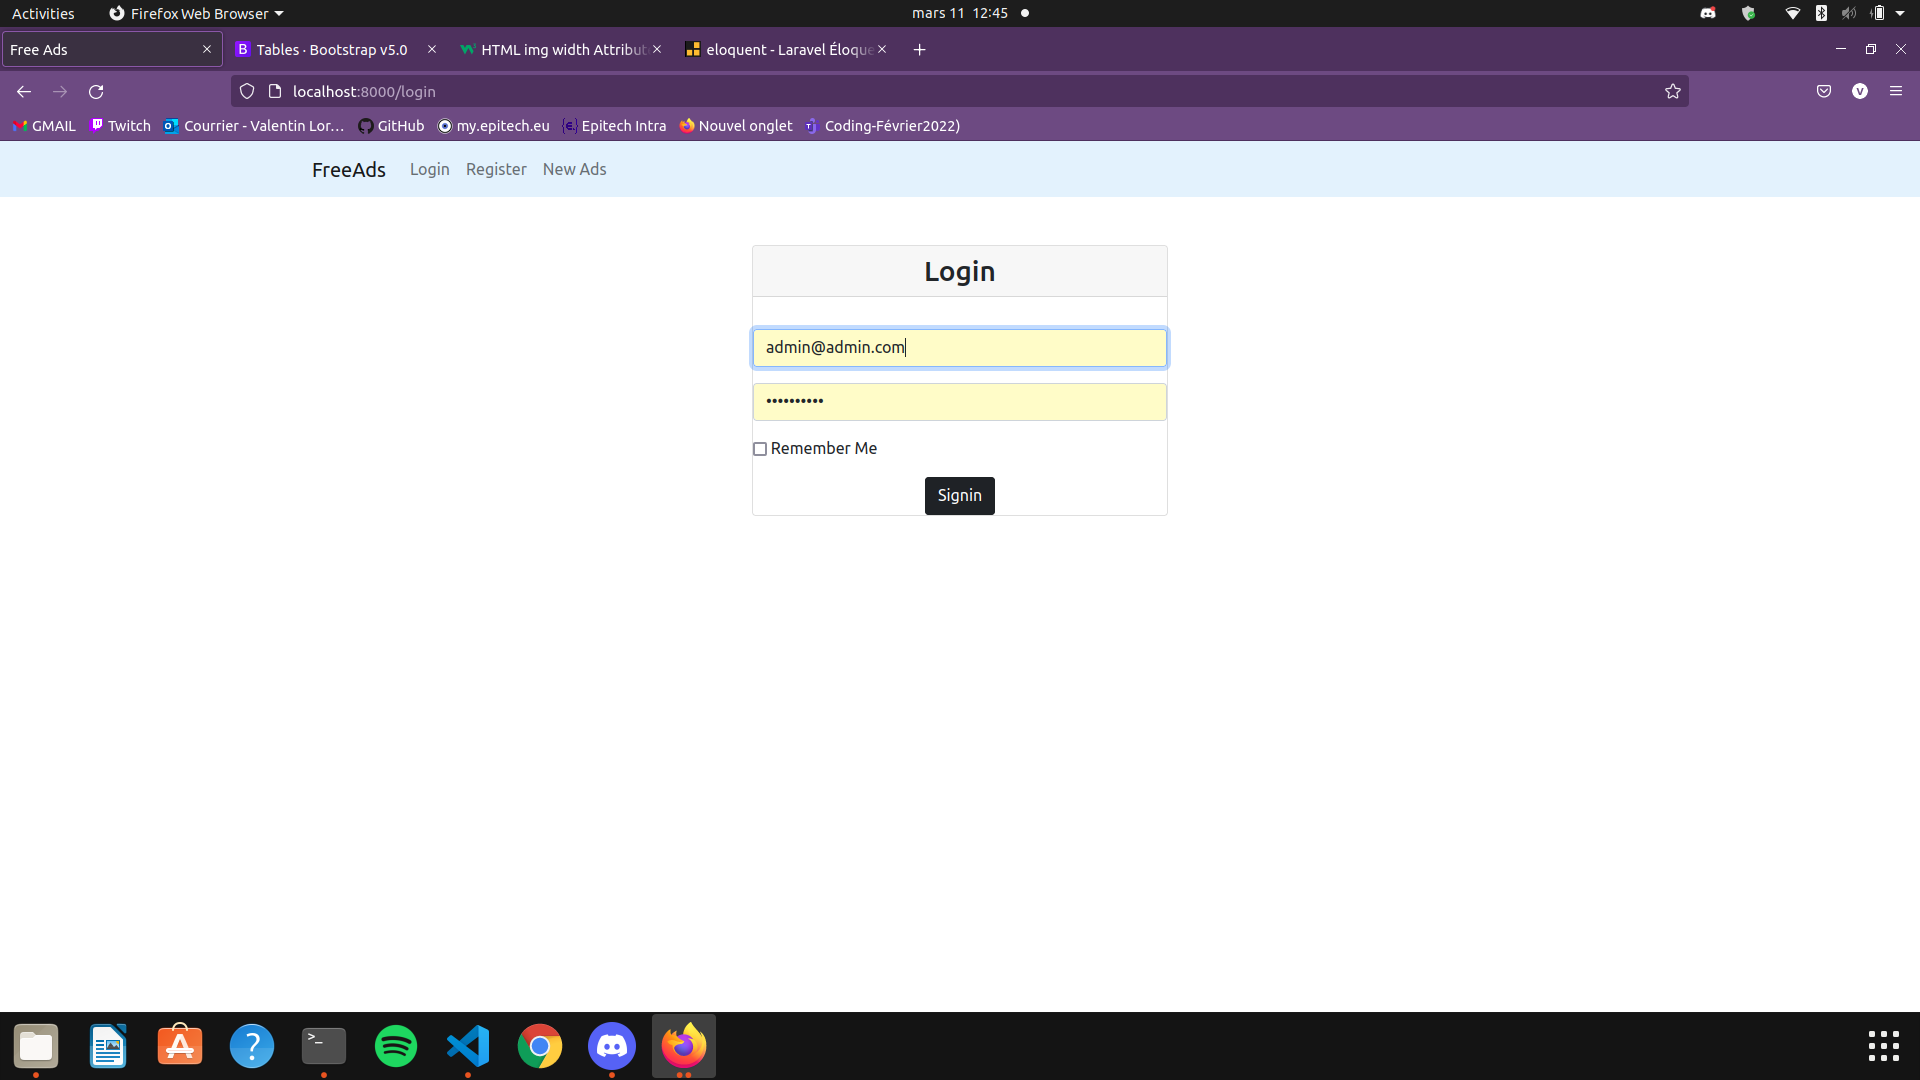 Activities
Firefox Web Browser
mars 11 12:45
Free Ads
Tables · Bootstrap v5.0
HTML img width Attribut
eloquent - Laravel Éloque
localhost:8000/login
V
GMAIL
Twitch
Courrier - Valentin Lor...
GitHub
my.epitech.eu
Epitech Intra
Nouvel onglet
Coding-Février2022)
FreeAds
Login
Register
New Ads
Login
admin@admin.com
••••••••••
Remember Me
Signin